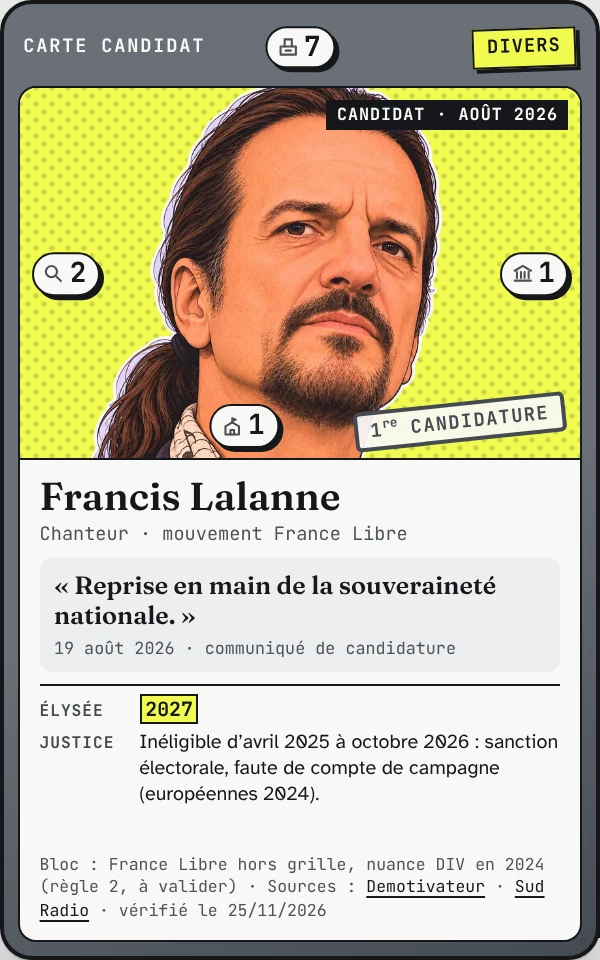 CARTE CANDIDAT
7
DIVERS
CANDIDAT · AOÛT 2026
2
1
1
1re CANDIDATURE
Francis Lalanne
Chanteur · mouvement France Libre
« Reprise en main de la souveraineté
nationale. »
19 août 2026 · communiqué de candidature
ÉLYSÉE 2027
JUSTICE Inéligible d’avril 2025 à octobre 2026 : sanction
électorale, faute de compte de campagne
(européennes 2024).
Bloc : France Libre hors grille, nuance DIV en 2024
(règle 2, à valider) · Sources : Demotivateur · Sud
Radio · vérifié le 25/11/2026